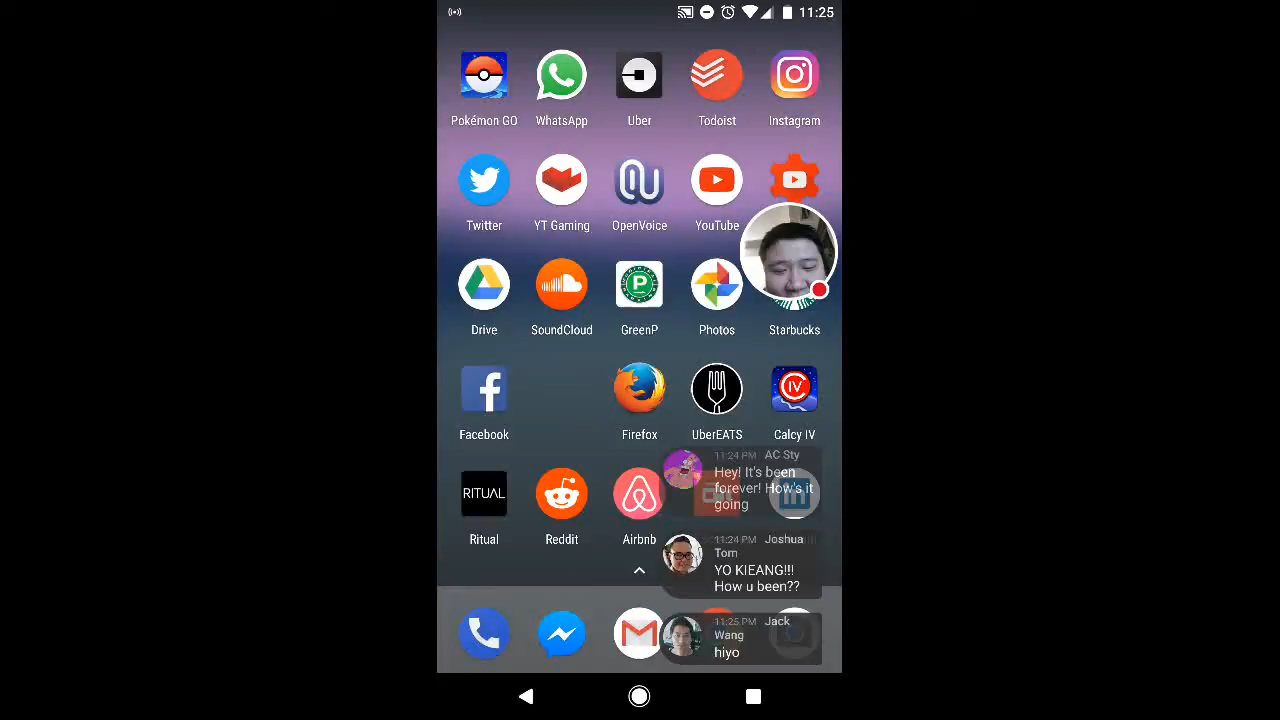 11:25
Pokémon GO WhatsApp Uber Todoist Instagram
Twitter YT Gaming OpenVoice YouTube
P
Drive SoundCloud GreenP Photos Starbucks
IV
Facebook Firefox UberEATS Calcy IV
11:24 PM AC Sty
Hey! It's been
forever! How's it
going
RITUAL
Ritual Reddit Airbnb
11:24 PM Joshua
Tom
YO KIEANG!!!
How u been??
11:25 PM Jack
Wang
hiyo